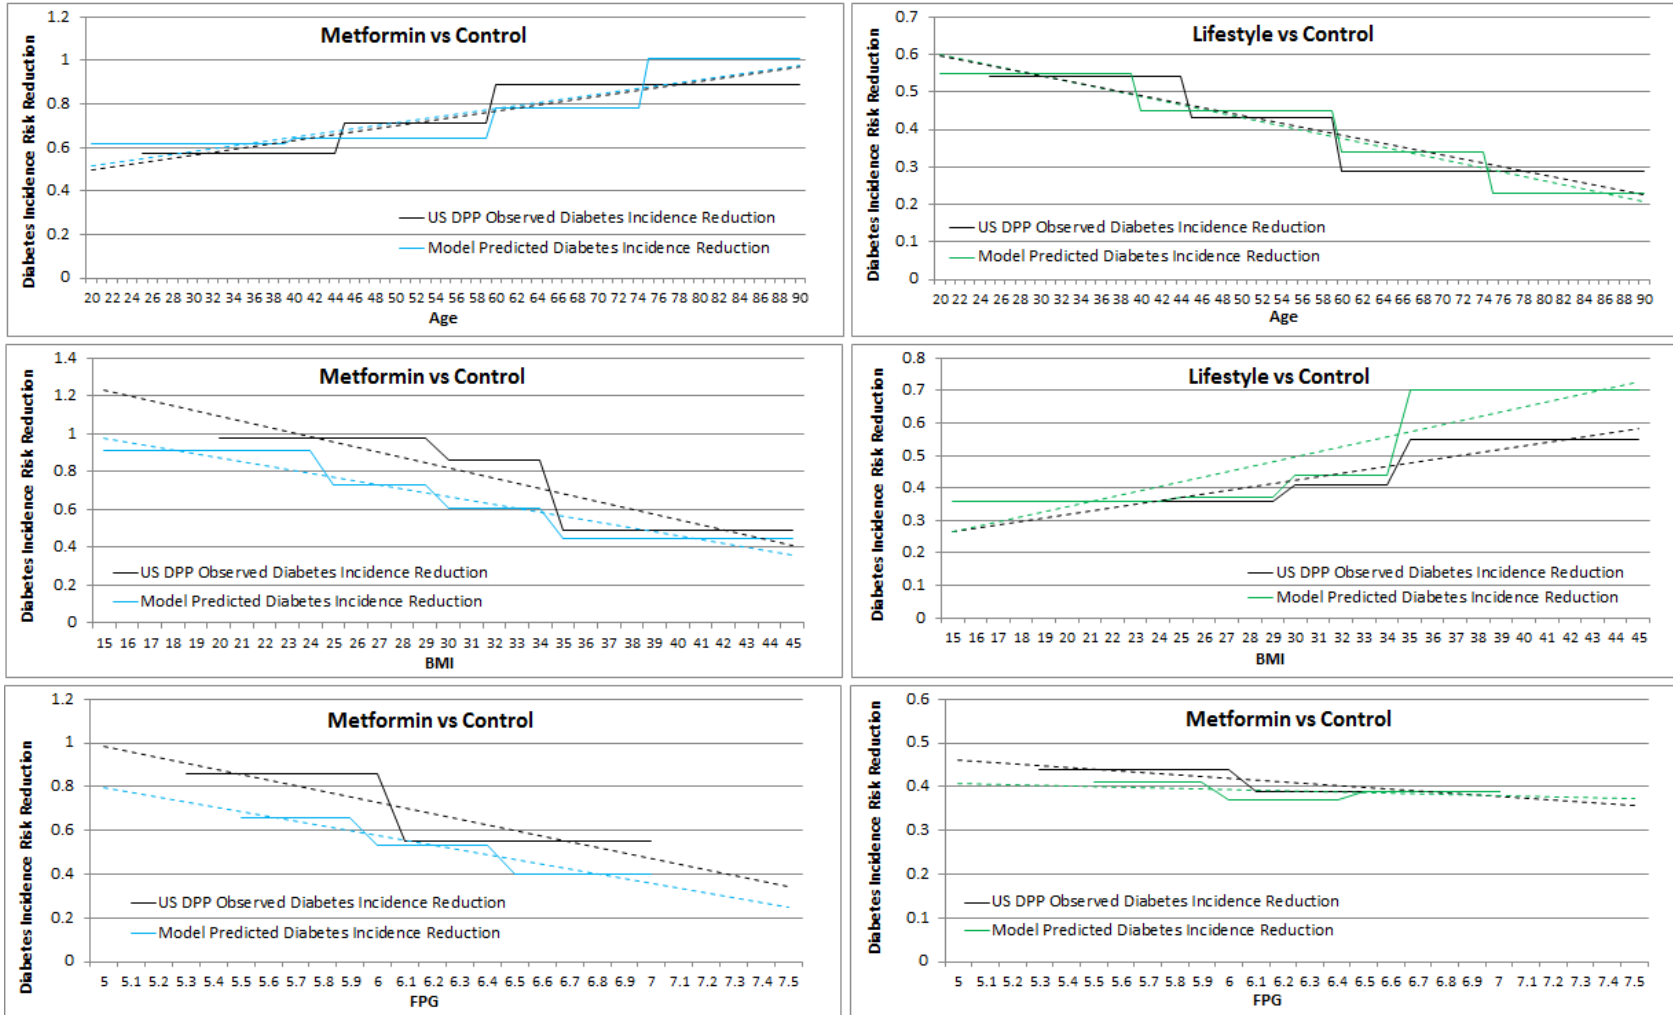 Metformin vs Control
Diabetes Incidence Risk Reduction
1.2
1
0.8
0.6
0.4
0.2
0
US DPP Observed Diabetes Incidence Reduction
Model Predicted Diabetes Incidence Reduction
20 22 24 26 28 30 32 34 36 38 40 42 44 46 48 50 52 54 56 58 60 62 64 66 68 70 72 74 76 78 80 82 84 86 88 90
Age
Lifestyle vs Control
Diabetes Incidence Risk Reduction
0.7
0.6
0.5
0.4
0.3
0.2
0.1
0
US DPP Observed Diabetes Incidence Reduction
Model Predicted Diabetes Incidence Reduction
20 22 24 26 28 30 32 34 36 38 40 42 44 46 48 50 52 54 56 58 60 62 64 66 68 70 72 74 76 78 80 82 84 86 88 90
Age
Metformin vs Control
Diabetes Incidence Risk Reduction
1.4
1.2
1
0.8
0.6
0.4
0.2
0
US DPP Observed Diabetes Incidence Reduction
Model Predicted Diabetes Incidence Reduction
15 16 17 18 19 20 21 22 23 24 25 26 27 28 29 30 32 33 34 35 37 38 39 40 41 42 43 44 45
BMI
Lifestyle vs Control
Diabetes Incidence Risk Reduction
0.8
0.7
0.6
0.5
0.4
0.3
0.2
0.1
0
US DPP Observed Diabetes Incidence Reduction
Model Predicted Diabetes Incidence Reduction
15 16 17 18 19 20 21 22 23 24 25 26 27 28 29 30 32 33 34 35 37 38 39 40 41 42 43 44 45
BMI
Metformin vs Control
Diabetes Incidence Risk Reduction
1.2
1
0.8
0.6
0.4
0.2
0
US DPP Observed Diabetes Incidence Reduction
Model Predicted Diabetes Incidence Reduction
5 5.1 5.2 5.3 5.4 5.5 5.6 5.7 5.8 5.9 6 6.1 6.2 6.3 6.4 6.5 6.6 6.7 6.8 6.9 7 7.1 7.2 7.3 7.4 7.5
FPG
Metformin vs Control
Diabetes Incidence Risk Reduction
0.6
0.5
0.4
0.3
0.2
0.1
0
US DPP Observed Diabetes Incidence Reduction
Model Predicted Diabetes Incidence Reduction
5 5.1 5.2 5.3 5.4 5.5 5.6 5.7 5.8 5.9 6 6.1 6.2 6.3 6.4 6.5 6.6 6.7 6.8 6.9 7 7.1 7.2 7.3 7.4 7.5
FPG